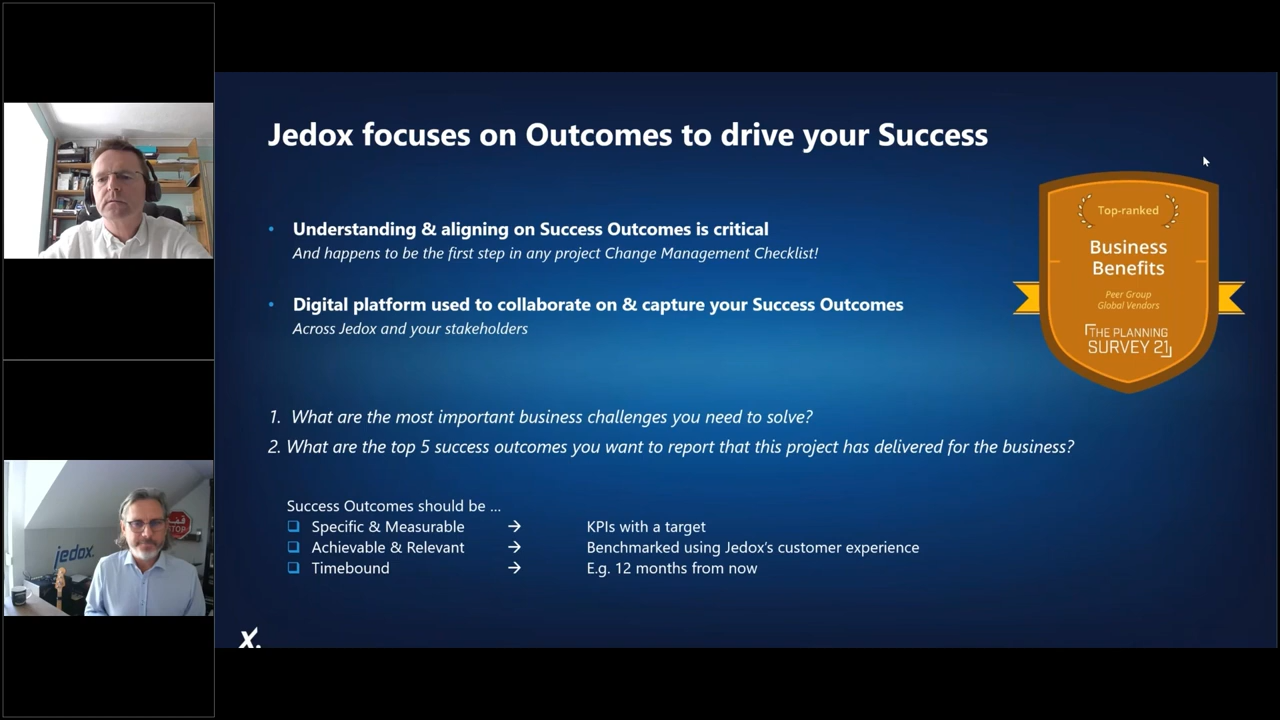 Jedox focuses on Outcomes to drive your Success
• Understanding & aligning on Success Outcomes is critical
And happens to be the first step in any project Change Management Checklist!
• Digital platform used to collaborate on & capture your Success Outcomes
Across Jedox and your stakeholders
Top-ranked
Business
Benefits
Peer Group
Global Vendors
THE PLANNING
SURVEY 21
1. What are the most important business challenges you need to solve?
2. What are the top 5 success outcomes you want to report that this project has delivered for the business?
Success Outcomes should be ...
❑ Specific & Measurable → KPIs with a target
❑ Achievable & Relevant → Benchmarked using Jedox's customer experience
❑ Timebound → E.g. 12 months from now
X.
jedox.
STOP